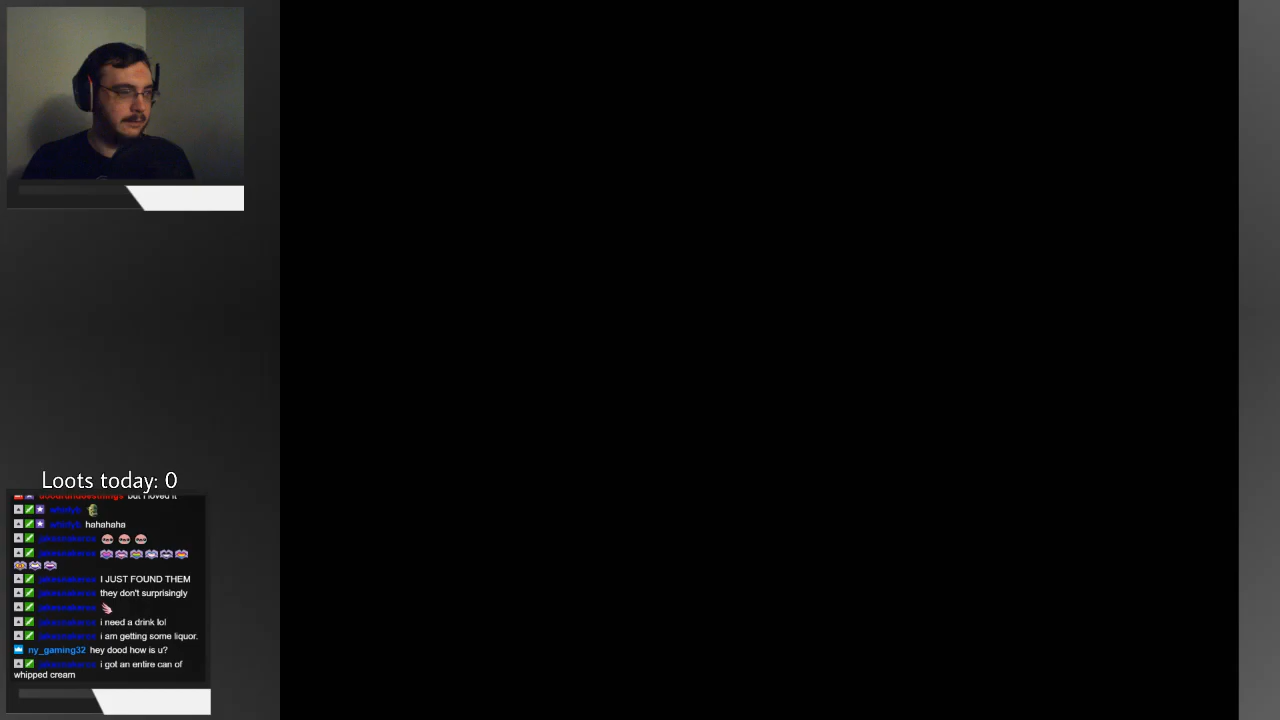 Loots today: 0
but I loved it
hahahaha
I JUST FOUND THEM
they don't surprisingly
i need a drink lol
i am getting some liquor.
ny_gaming32 hey dood how is u?
i got an entire can of
whipped cream